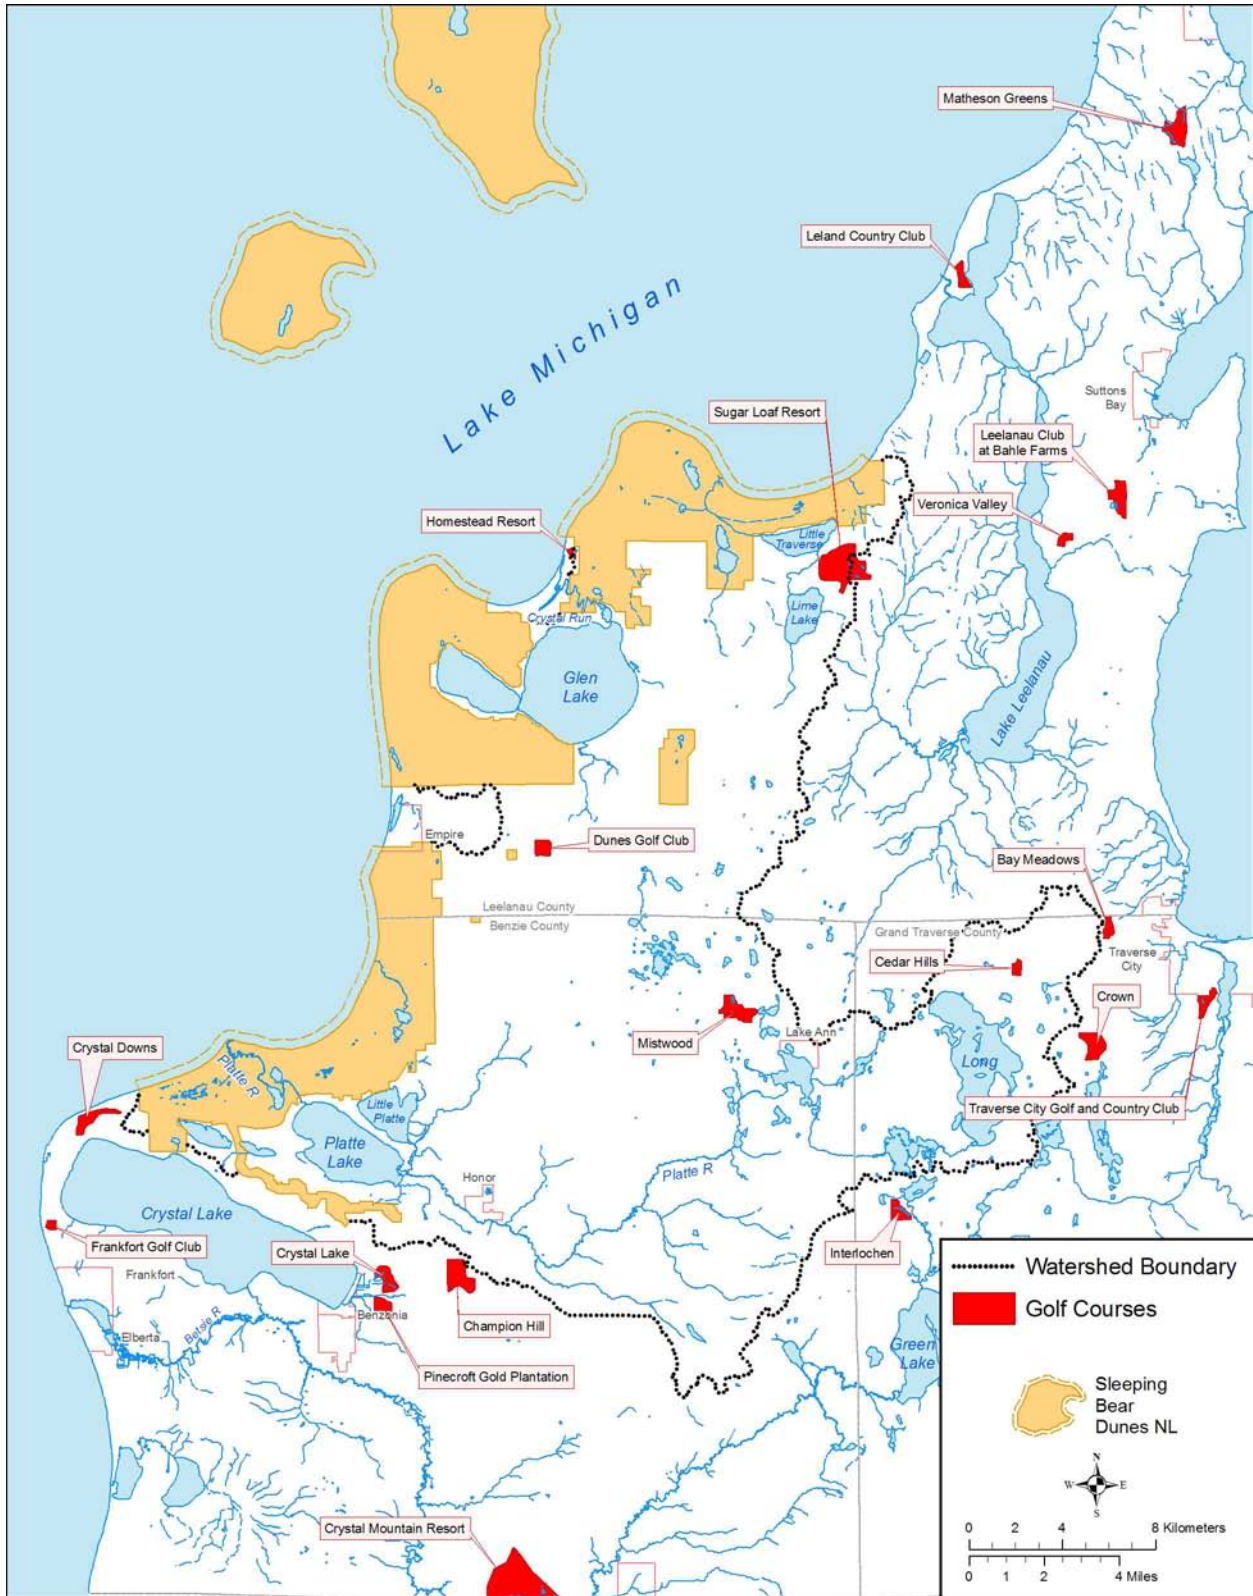 Matheson Greens
Leland Country Club
Lake Michigan
Suttons
Bay
Sugar Loaf Resort
Leelanau Club
at Bahle Farms
Veronica Valley
Homestead Resort
Little
Traverse
Lime
Lake
Crystal Run
Glen
Lake
Lake Leelanau
Empire
Dunes Golf Club
Bay Meadows
Leelanau County
Benzie County
Grand Traverse County
Cedar Hills
Traverse
City
Crown
Mistwood
Lake Ann
Long
Crystal Downs
Platte R
Little
Platte
Platte
Lake
Traverse City Golf and Country Club
Honor
Platte R
Crystal Lake
Frankfort Golf Club
Crystal Lake
Interlochen
Frankfort
Benzonia
Champion Hill
Elberta
Betsie R
Pinecroft Gold Plantation
Green
Lake
Crystal Mountain Resort
Watershed Boundary
Golf Courses
Sleeping
Bear
Dunes NL
N
W E
S
0 2 4 8 Kilometers
0 1 2 4 Miles